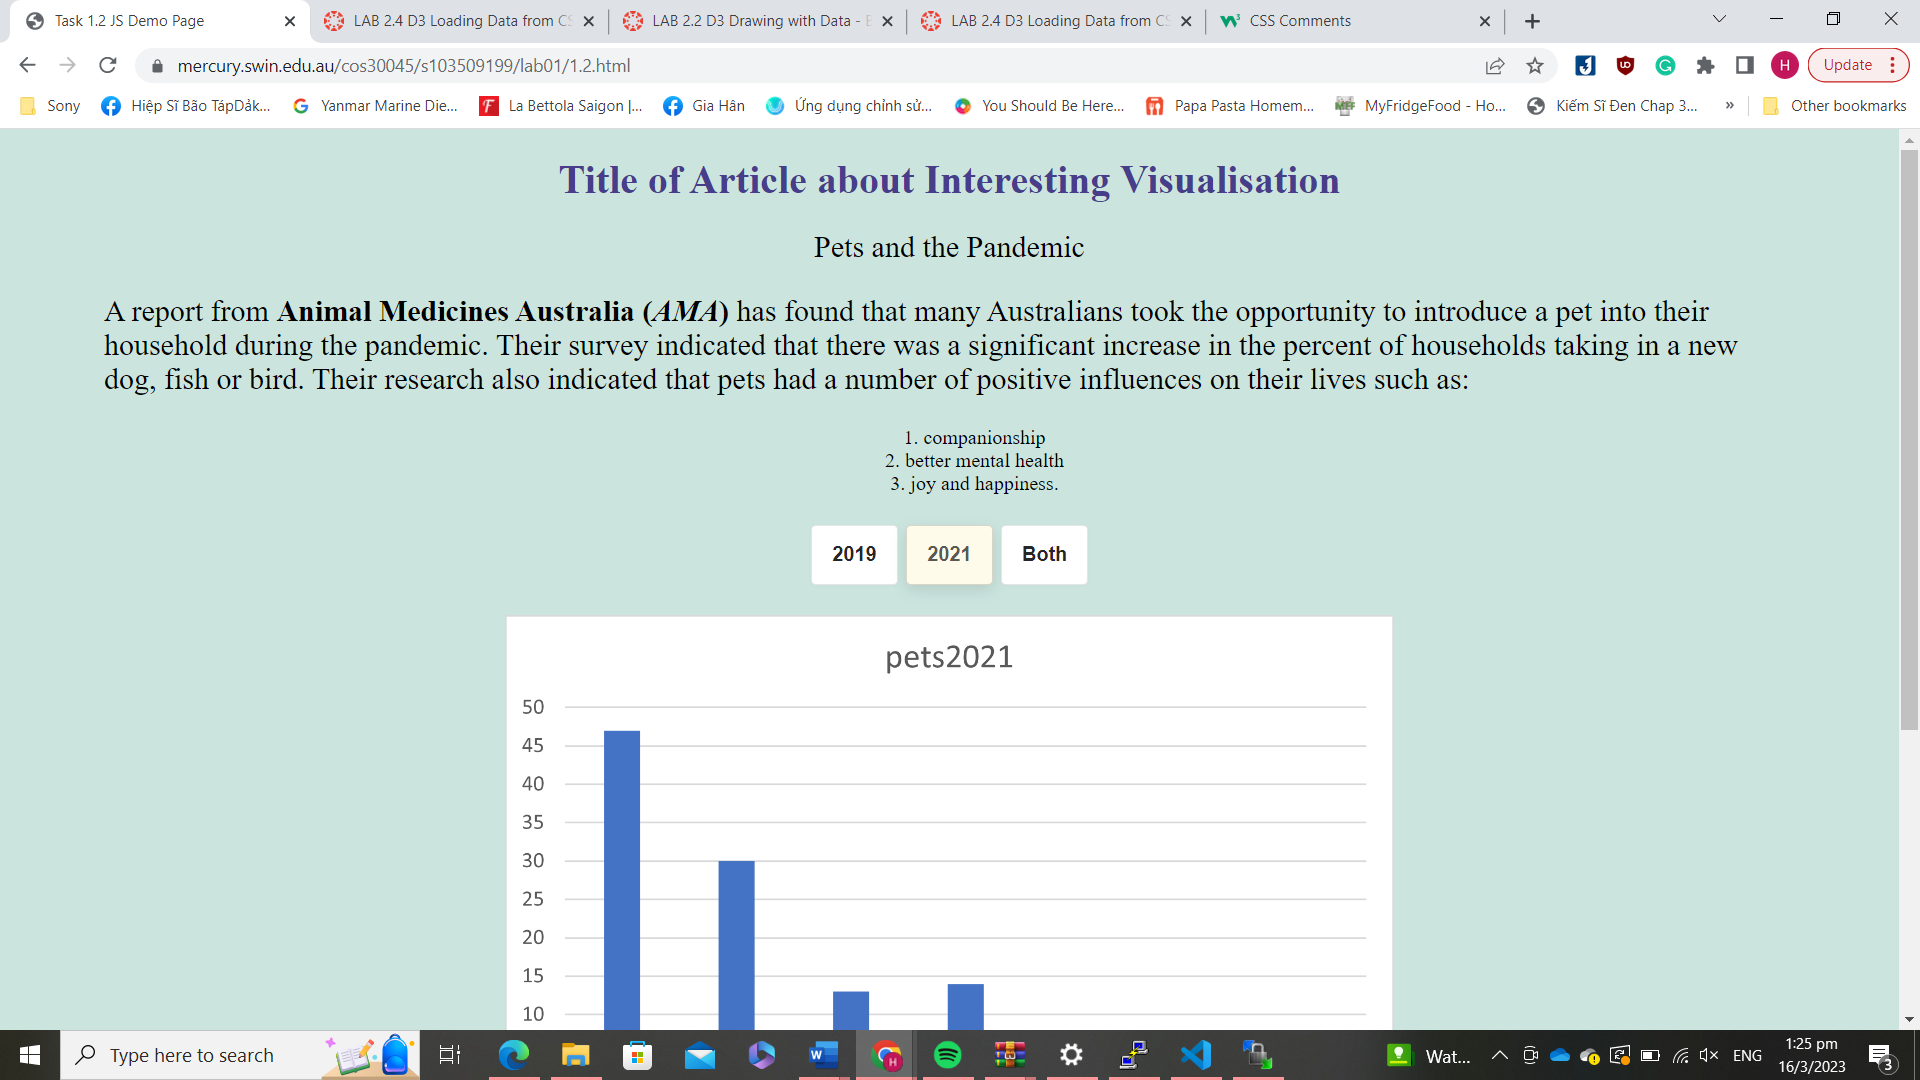 Task 1.2 JS Demo Page
LAB 2.4 D3 Loading Data from CS
LAB 2.2 D3 Drawing with Data - E
LAB 2.4 D3 Loading Data from CS
CSS Comments
mercury.swin.edu.au/cos30045/s103509199/lab01/1.2.html
H
Update
Sony
Hiệp Sĩ Bão TápDắk...
Yanmar Marine Die...
La Bettola Saigon |...
Gia Hân
Ứng dụng chỉnh sử...
You Should Be Here...
Papa Pasta Homem...
MyFridgeFood - Ho...
Kiếm Sĩ Đen Chap 3...
»
Other bookmarks
Title of Article about Interesting Visualisation
Pets and the Pandemic
A report from Animal Medicines Australia (AMA) has found that many Australians took the opportunity to introduce a pet into their
household during the pandemic. Their survey indicated that there was a significant increase in the percent of households taking in a new
dog, fish or bird. Their research also indicated that pets had a number of positive influences on their lives such as:
1. companionship
2. better mental health
3. joy and happiness.
2019 2021 Both
pets2021
50
45
40
35
30
25
20
15
10
Type here to search
Wat...
ENG
1:25 pm
16/3/2023
3